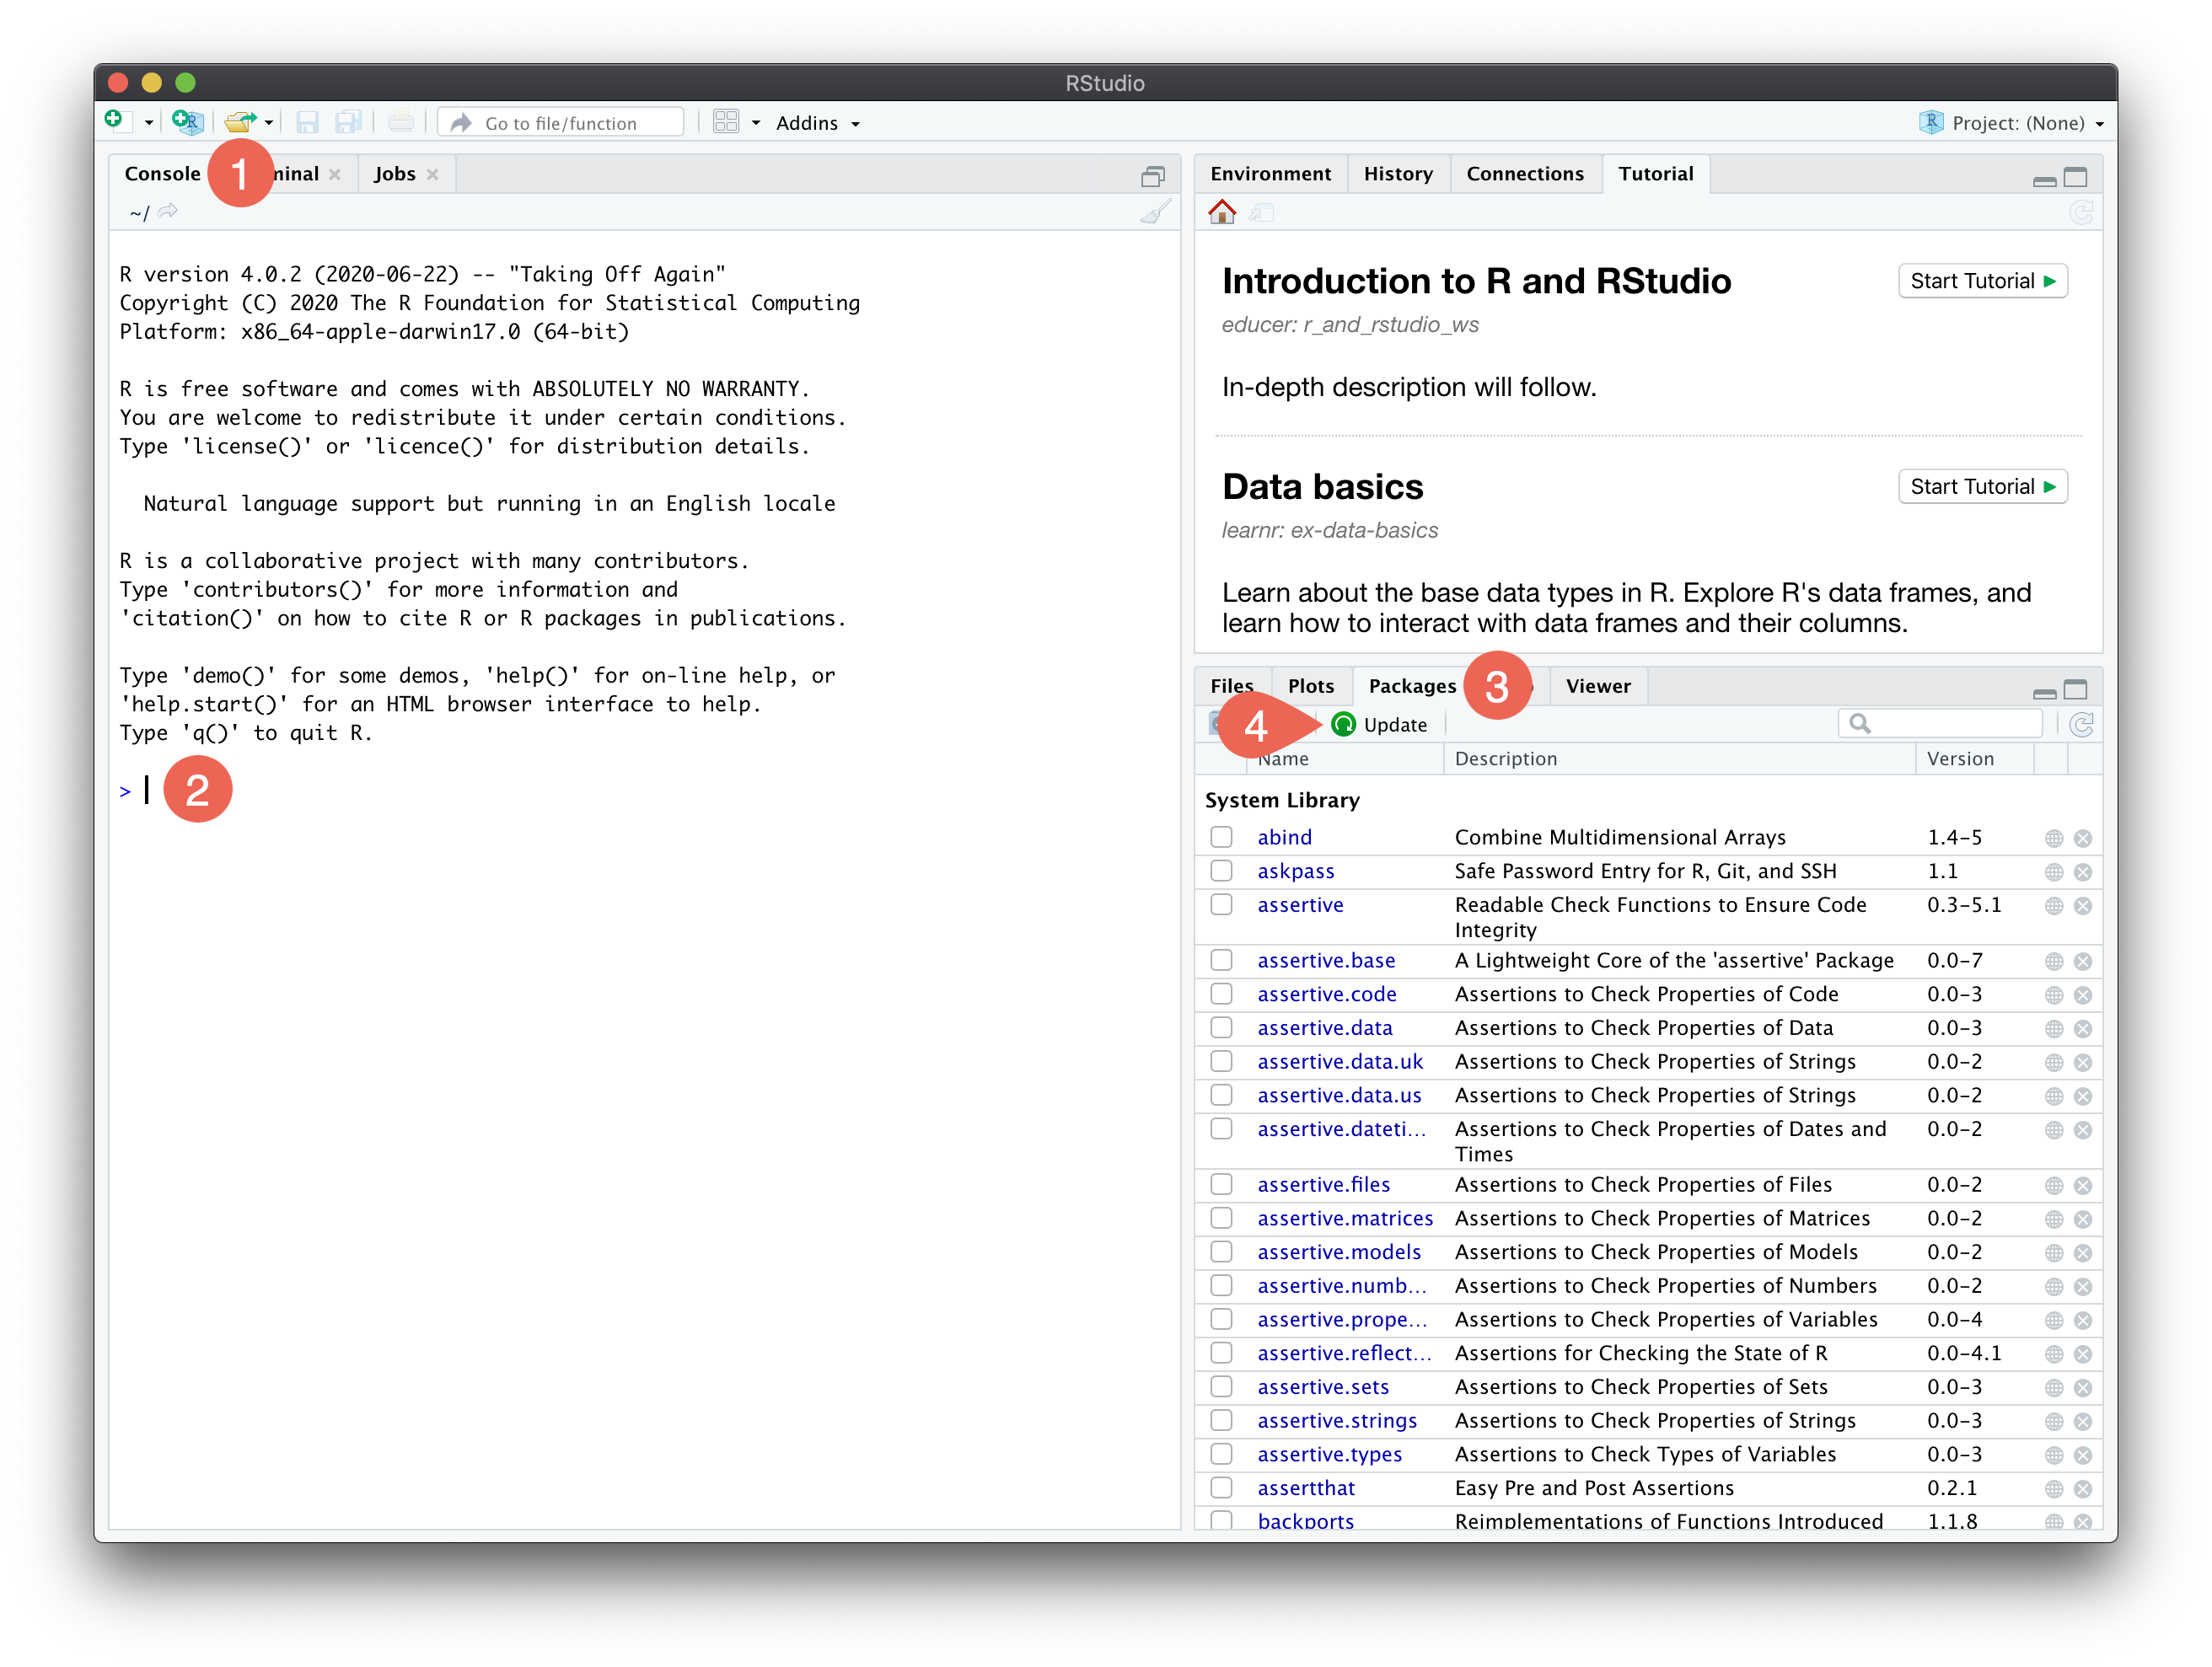 RStudio
Go to file/function
Addins
Project: (None)
Console
1
minal
Jobs
~/
R version 4.0.2 (2020-06-22) -- "Taking Off Again"
Copyright (C) 2020 The R Foundation for Statistical Computing
Platform: x86_64-apple-darwin17.0 (64-bit)
R is free software and comes with ABSOLUTELY NO WARRANTY.
You are welcome to redistribute it under certain conditions.
Type 'license()' or 'licence()' for distribution details.
Natural language support but running in an English locale
R is a collaborative project with many contributors.
Type 'contributors()' for more information and
'citation()' on how to cite R or R packages in publications.
Type 'demo()' for some demos, 'help()' for on-line help, or
'help.start()' for an HTML browser interface to help.
Type 'q()' to quit R.
> 2
Environment History Connections Tutorial
Introduction to R and RStudio Start Tutorial
educer: r_and_rstudio_ws
In-depth description will follow.
Data basics Start Tutorial
learnr: ex-data-basics
Learn about the base data types in R. Explore R's data frames, and
learn how to interact with data frames and their columns.
Files Plots Packages 3 Viewer
4 Update
Name Description Version
System Library
abind Combine Multidimensional Arrays 1.4-5
askpass Safe Password Entry for R, Git, and SSH 1.1
assertive Readable Check Functions to Ensure Code 0.3-5.1
Integrity
assertive.base A Lightweight Core of the 'assertive' Package 0.0-7
assertive.code Assertions to Check Properties of Code 0.0-3
assertive.data Assertions to Check Properties of Data 0.0-3
assertive.data.uk Assertions to Check Properties of Strings 0.0-2
assertive.data.us Assertions to Check Properties of Strings 0.0-2
assertive.dateti... Assertions to Check Properties of Dates and 0.0-2
Times
assertive.files Assertions to Check Properties of Files 0.0-2
assertive.matrices Assertions to Check Properties of Matrices 0.0-2
assertive.models Assertions to Check Properties of Models 0.0-2
assertive.numb... Assertions to Check Properties of Numbers 0.0-2
assertive.prope... Assertions to Check Properties of Variables 0.0-4
assertive.reflect... Assertions for Checking the State of R 0.0-4.1
assertive.sets Assertions to Check Properties of Sets 0.0-3
assertive.strings Assertions to Check Properties of Strings 0.0-3
assertive.types Assertions to Check Types of Variables 0.0-3
assertthat Easy Pre and Post Assertions 0.2.1
backports Reimplementations of Functions Introduced 1.1.8